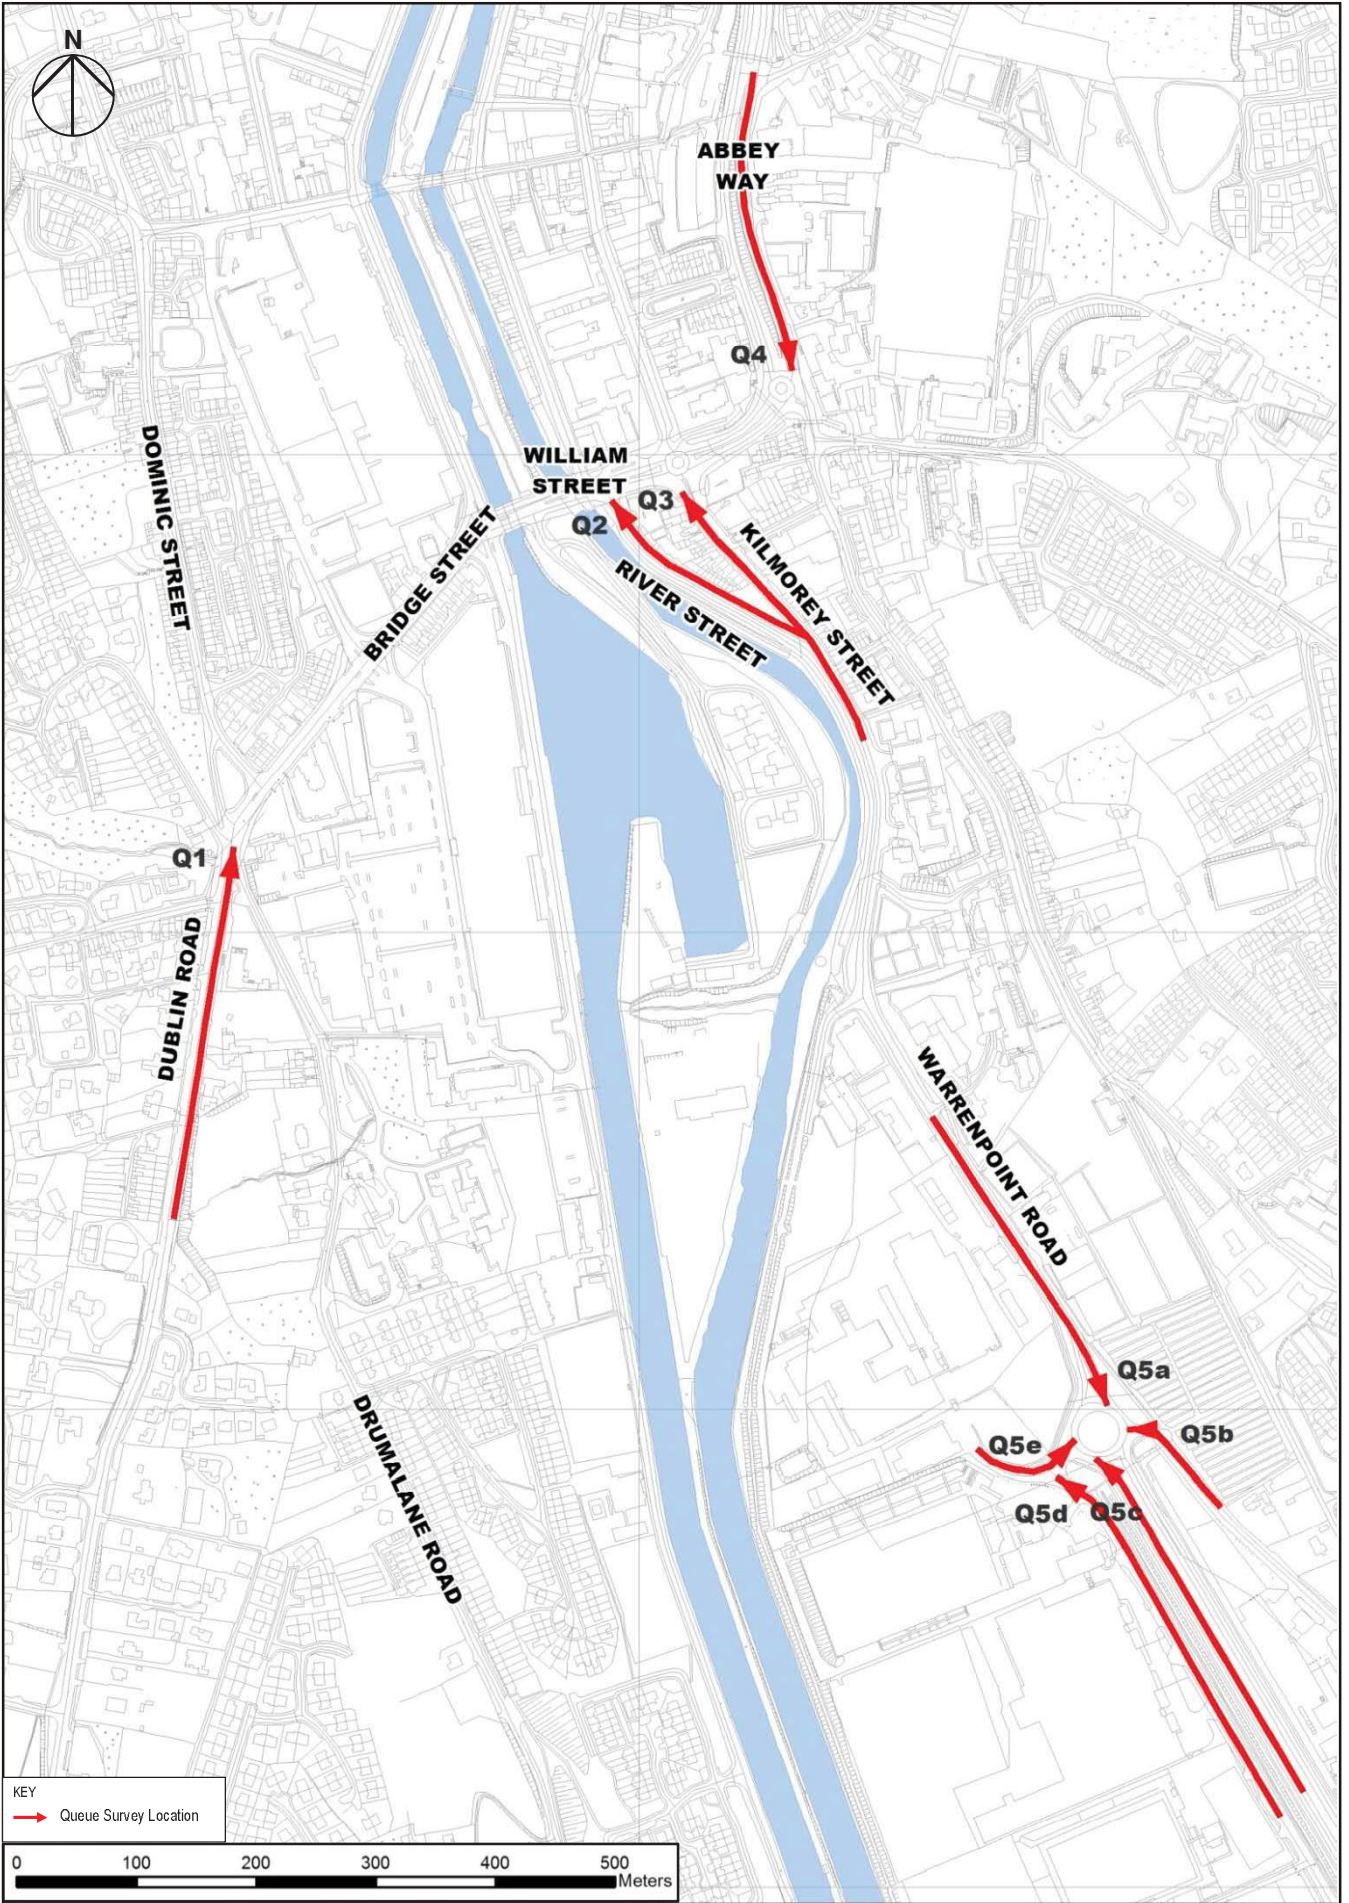 N
ABBEY
WAY
Q4
WILLIAM
STREET
Q3
Q2
DOMINIC STREET
BRIDGE STREET
RIVER STREET
KILMOREY STREET
Q1
DUBLIN ROAD
WARRENPOINT ROAD
Q5a
Q5b
Q5e
Q5d
Q5c
DRUMALANE ROAD
KEY
Queue Survey Location
0 100 200 300 400 500
Meters